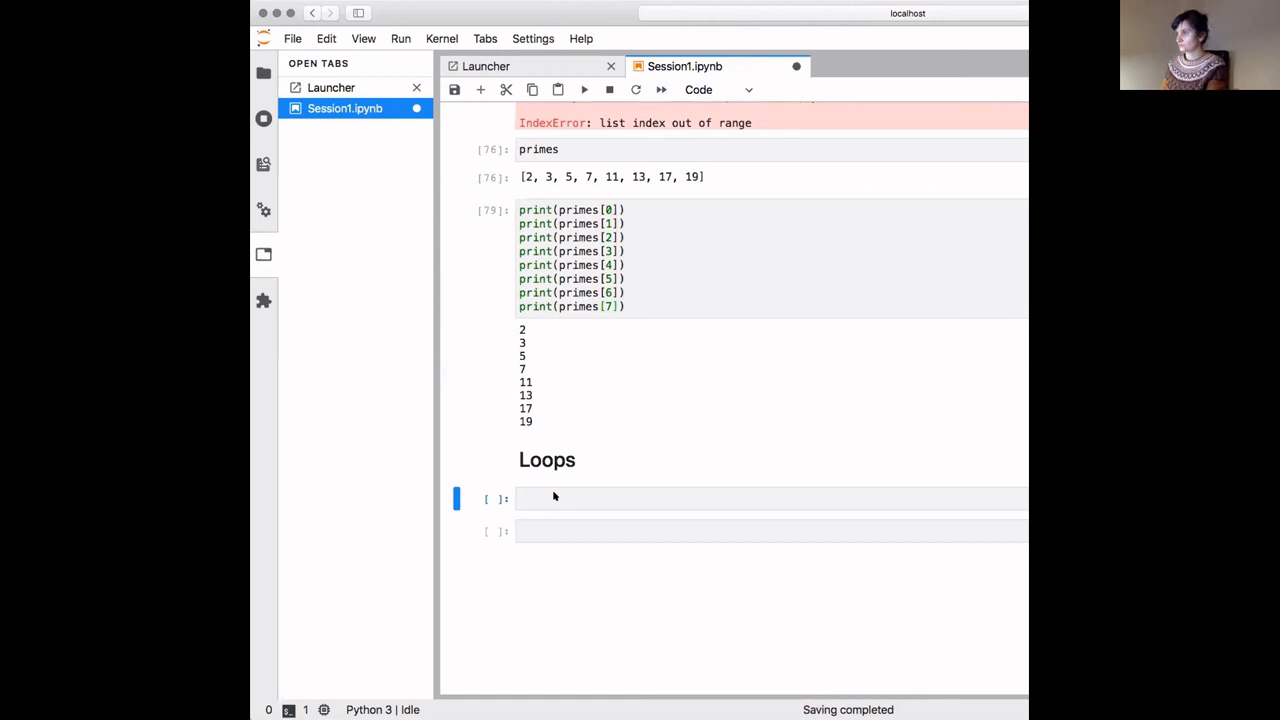 localhost
File Edit View Run Kernel Tabs Settings Help
OPEN TABS
Launcher
Session1.ipynb
Launcher
Session1.ipynb
Code
IndexError: list index out of range
[76]: primes
[76]: [2, 3, 5, 7, 11, 13, 17, 19]
[79]: print(primes[0])
print(primes[1])
print(primes[2])
print(primes[3])
print(primes[4])
print(primes[5])
print(primes[6])
print(primes[7])
2
3
5
7
11
13
17
19
Loops
[ ]:
[ ]:
0 1 Python 3 | Idle Saving completed